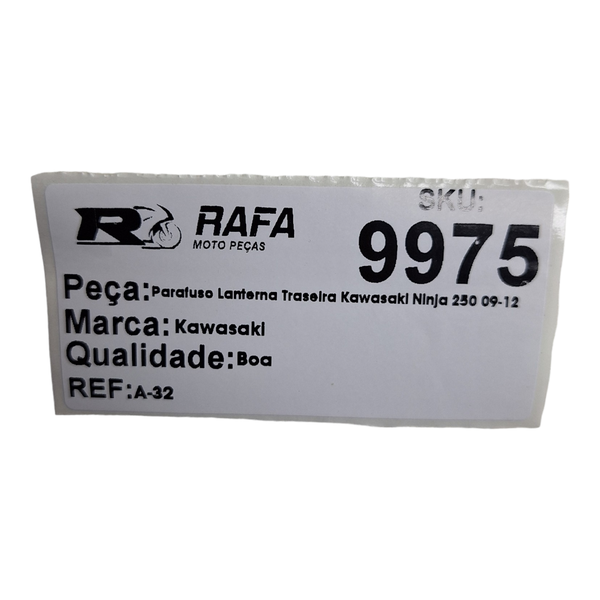 R RAFA
MOTO PEÇAS
SKU:
9975
Peça:Parafuso Lanterna Traseira Kawasaki Ninja 250 09-12
Marca: Kawasaki
Qualidade:Boa
REF:A-32